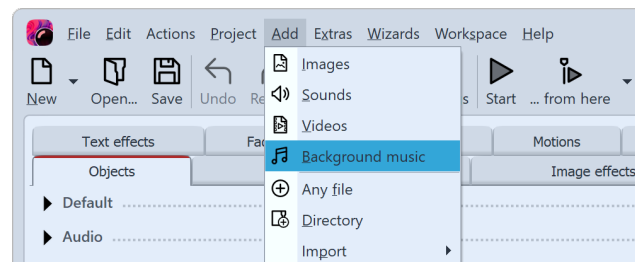 File Edit Actions Project Add Extras Wizards Workspace Help
New Open... Save Undo Start ... from here
Images
Sounds
Videos
Background music
Any file
Directory
Import
Text effects Motions
Objects Image effects
Default
Audio